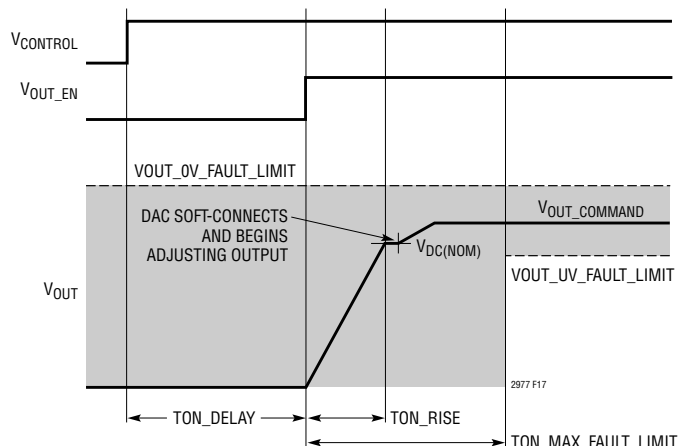 VCONTROL
VOUT_EN
VOUT_0V_FAULT_LIMIT
DAC SOFT-CONNECTS
AND BEGINS
ADJUSTING OUTPUT
VOUT_COMMAND
VDC(NOM)
VOUT_UV_FAULT_LIMIT
VOUT
2977 F17
TON_DELAY
TON_RISE
TON_MAX_FAULT_LIMIT